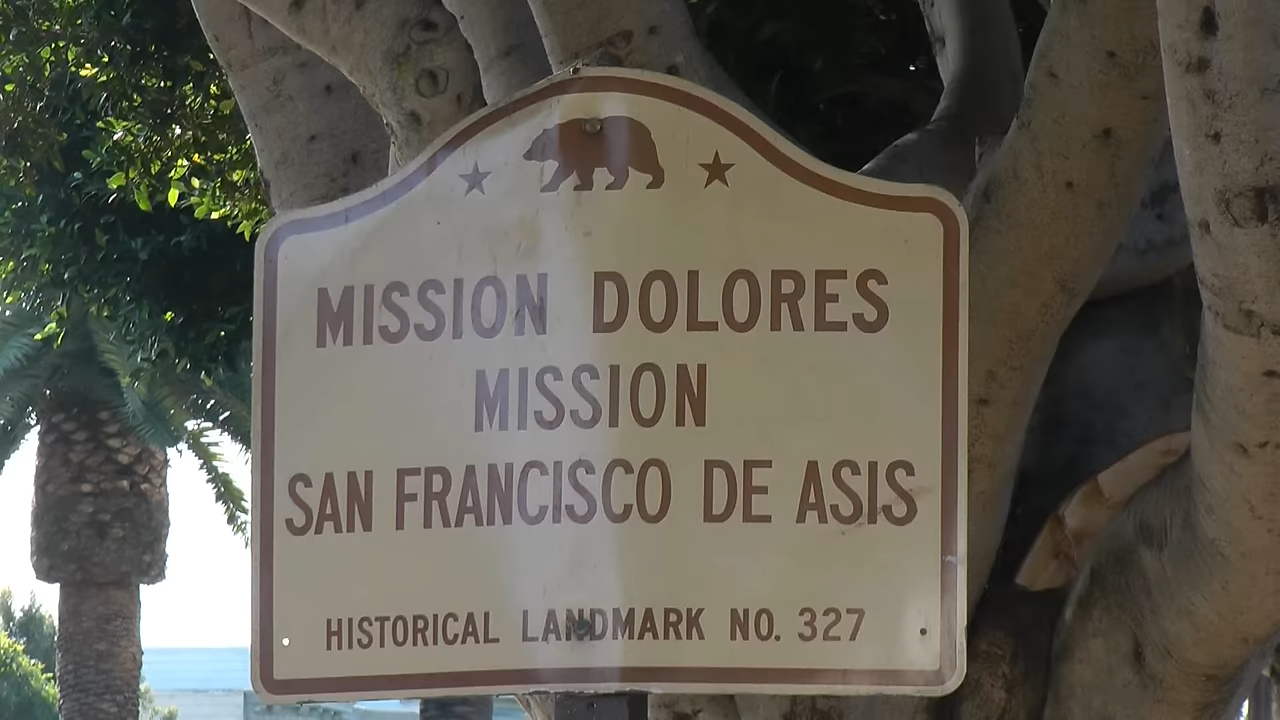 MISSION DOLORES
MISSION
SAN FRANCISCO DE ASIS
HISTORICAL LANDMARK NO. 327